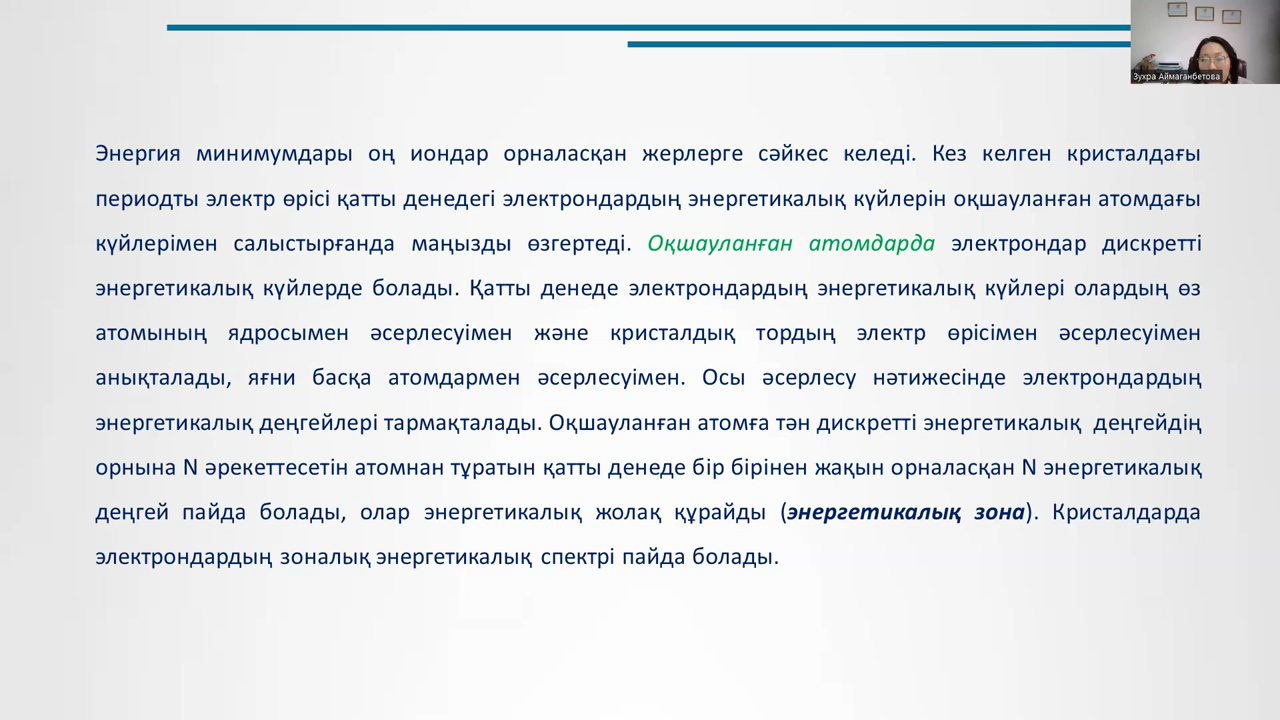 Зухра Аймаганбетова
Энергия минимумдары оң иондар орналасқан жерлерге сәйкес келеді. Кез келген кристалдағы
периодты электр өрісі қатты денедегі электрондардың энергетикалық күйлерін оқшауланған атомдағы
күйлерімен салыстырғанда маңызды өзгертеді. Оқшауланған атомдарда электрондар дискретті
энергетикалық күйлерде болады. Қатты денеде электрондардың энергетикалық күйлері олардың өз
атомының ядросымен әсерлесуімен және кристалдық тордың электр өрісімен әсерлесуімен
анықталады, яғни басқа атомдармен әсерлесуімен. Осы әсерлесу нәтижесінде электрондардың
энергетикалық деңгейлері тармақталады. Оқшауланған атомға тән дискретті энергетикалық деңгейдің
орнына N әрекеттесетін атомнан тұратын қатты денеде бір бірінен жақын орналасқан N энергетикалық
деңгей пайда болады, олар энергетикалық жолақ құрайды (энергетикалық зона). Кристалдарда
электрондардың зоналық энергетикалық спектрі пайда болады.